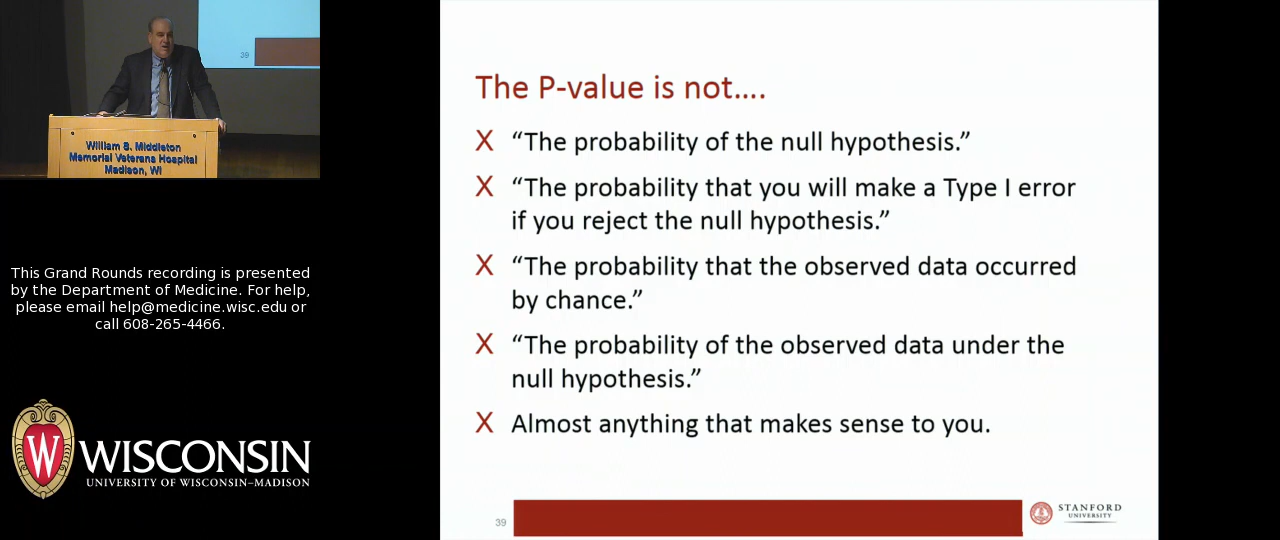 39
William S. Middleton
Memorial Veterans Hospital
Madison, WI
This Grand Rounds recording is presented
by the Department of Medicine. For help,
please email help@medicine.wisc.edu or
call 608-265-4466.
W
WISCONSIN
UNIVERSITY OF WISCONSIN–MADISON
The P-value is not....
X “The probability of the null hypothesis.”
X “The probability that you will make a Type I error
if you reject the null hypothesis.”
X “The probability that the observed data occurred
by chance.”
X “The probability of the observed data under the
null hypothesis.”
X Almost anything that makes sense to you.
39
STANFORD
UNIVERSITY